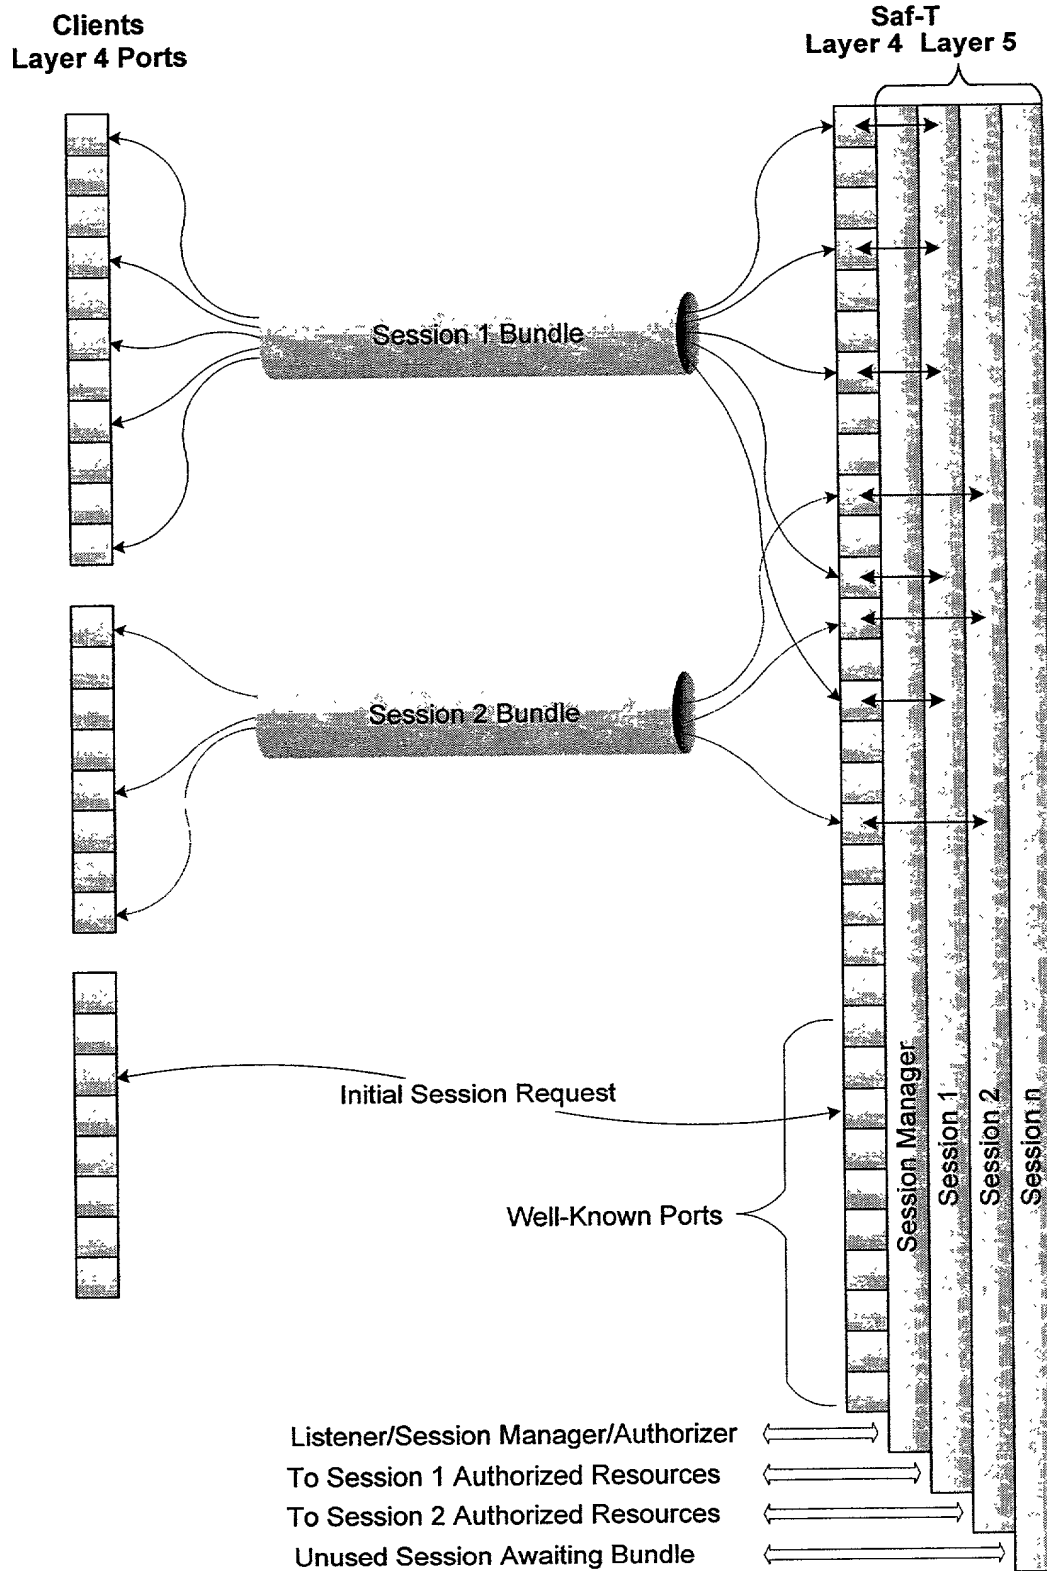 Clients
Layer 4 Ports
Saf-T
Layer 4 Layer 5
Session 1 Bundle
Session 2 Bundle
Initial Session Request
Well-Known Ports
Session Manager
Session 1
Session 2
Session n
Listener/Session Manager/Authorizer
To Session 1 Authorized Resources
To Session 2 Authorized Resources
Unused Session Awaiting Bundle